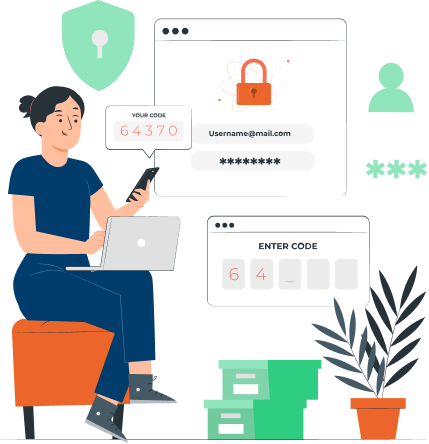 YOUR CODE
64370
Username@mail.com
********
***
ENTER CODE
6 4 _